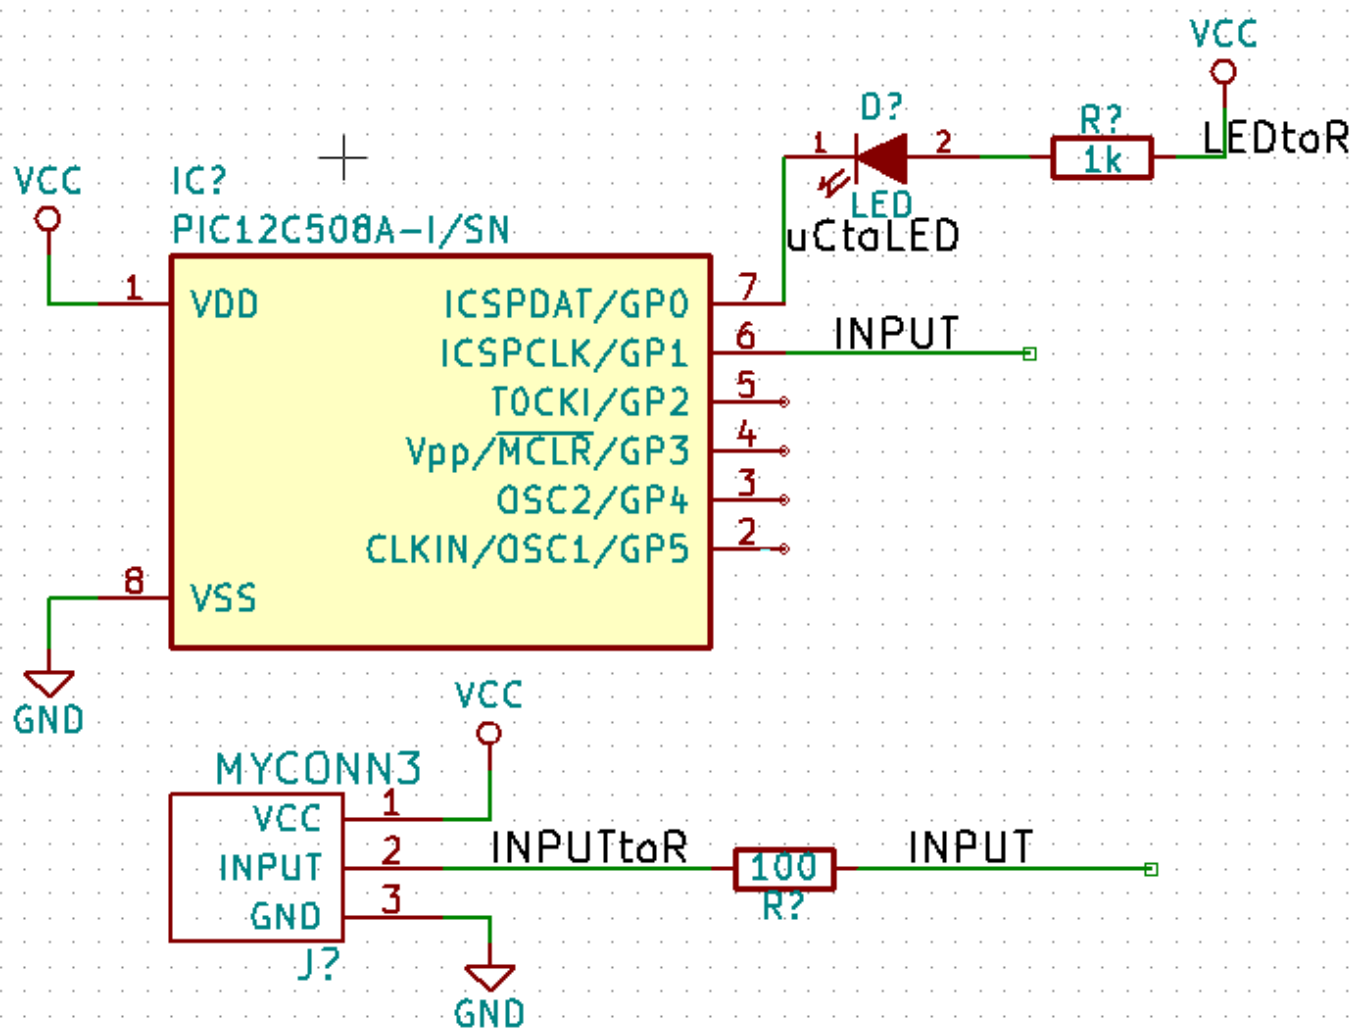 VCC
D?
R?
LEDtoR
1
2
1k
VCC
IC?
LED
PIC12C508A-I/SN
uCtoLED
1
VDD
ICSPDAT/GP0
7
INPUT
ICSPCLK/GP1
6
T0CKI/GP2
5
Vpp/MCLR/GP3
4
OSC2/GP4
3
CLKIN/OSC1/GP5
2
8
VSS
GND
VCC
MYCONN3
VCC
1
INPUT
2
INPUTtoR
100
INPUT
R?
GND
3
J?
GND